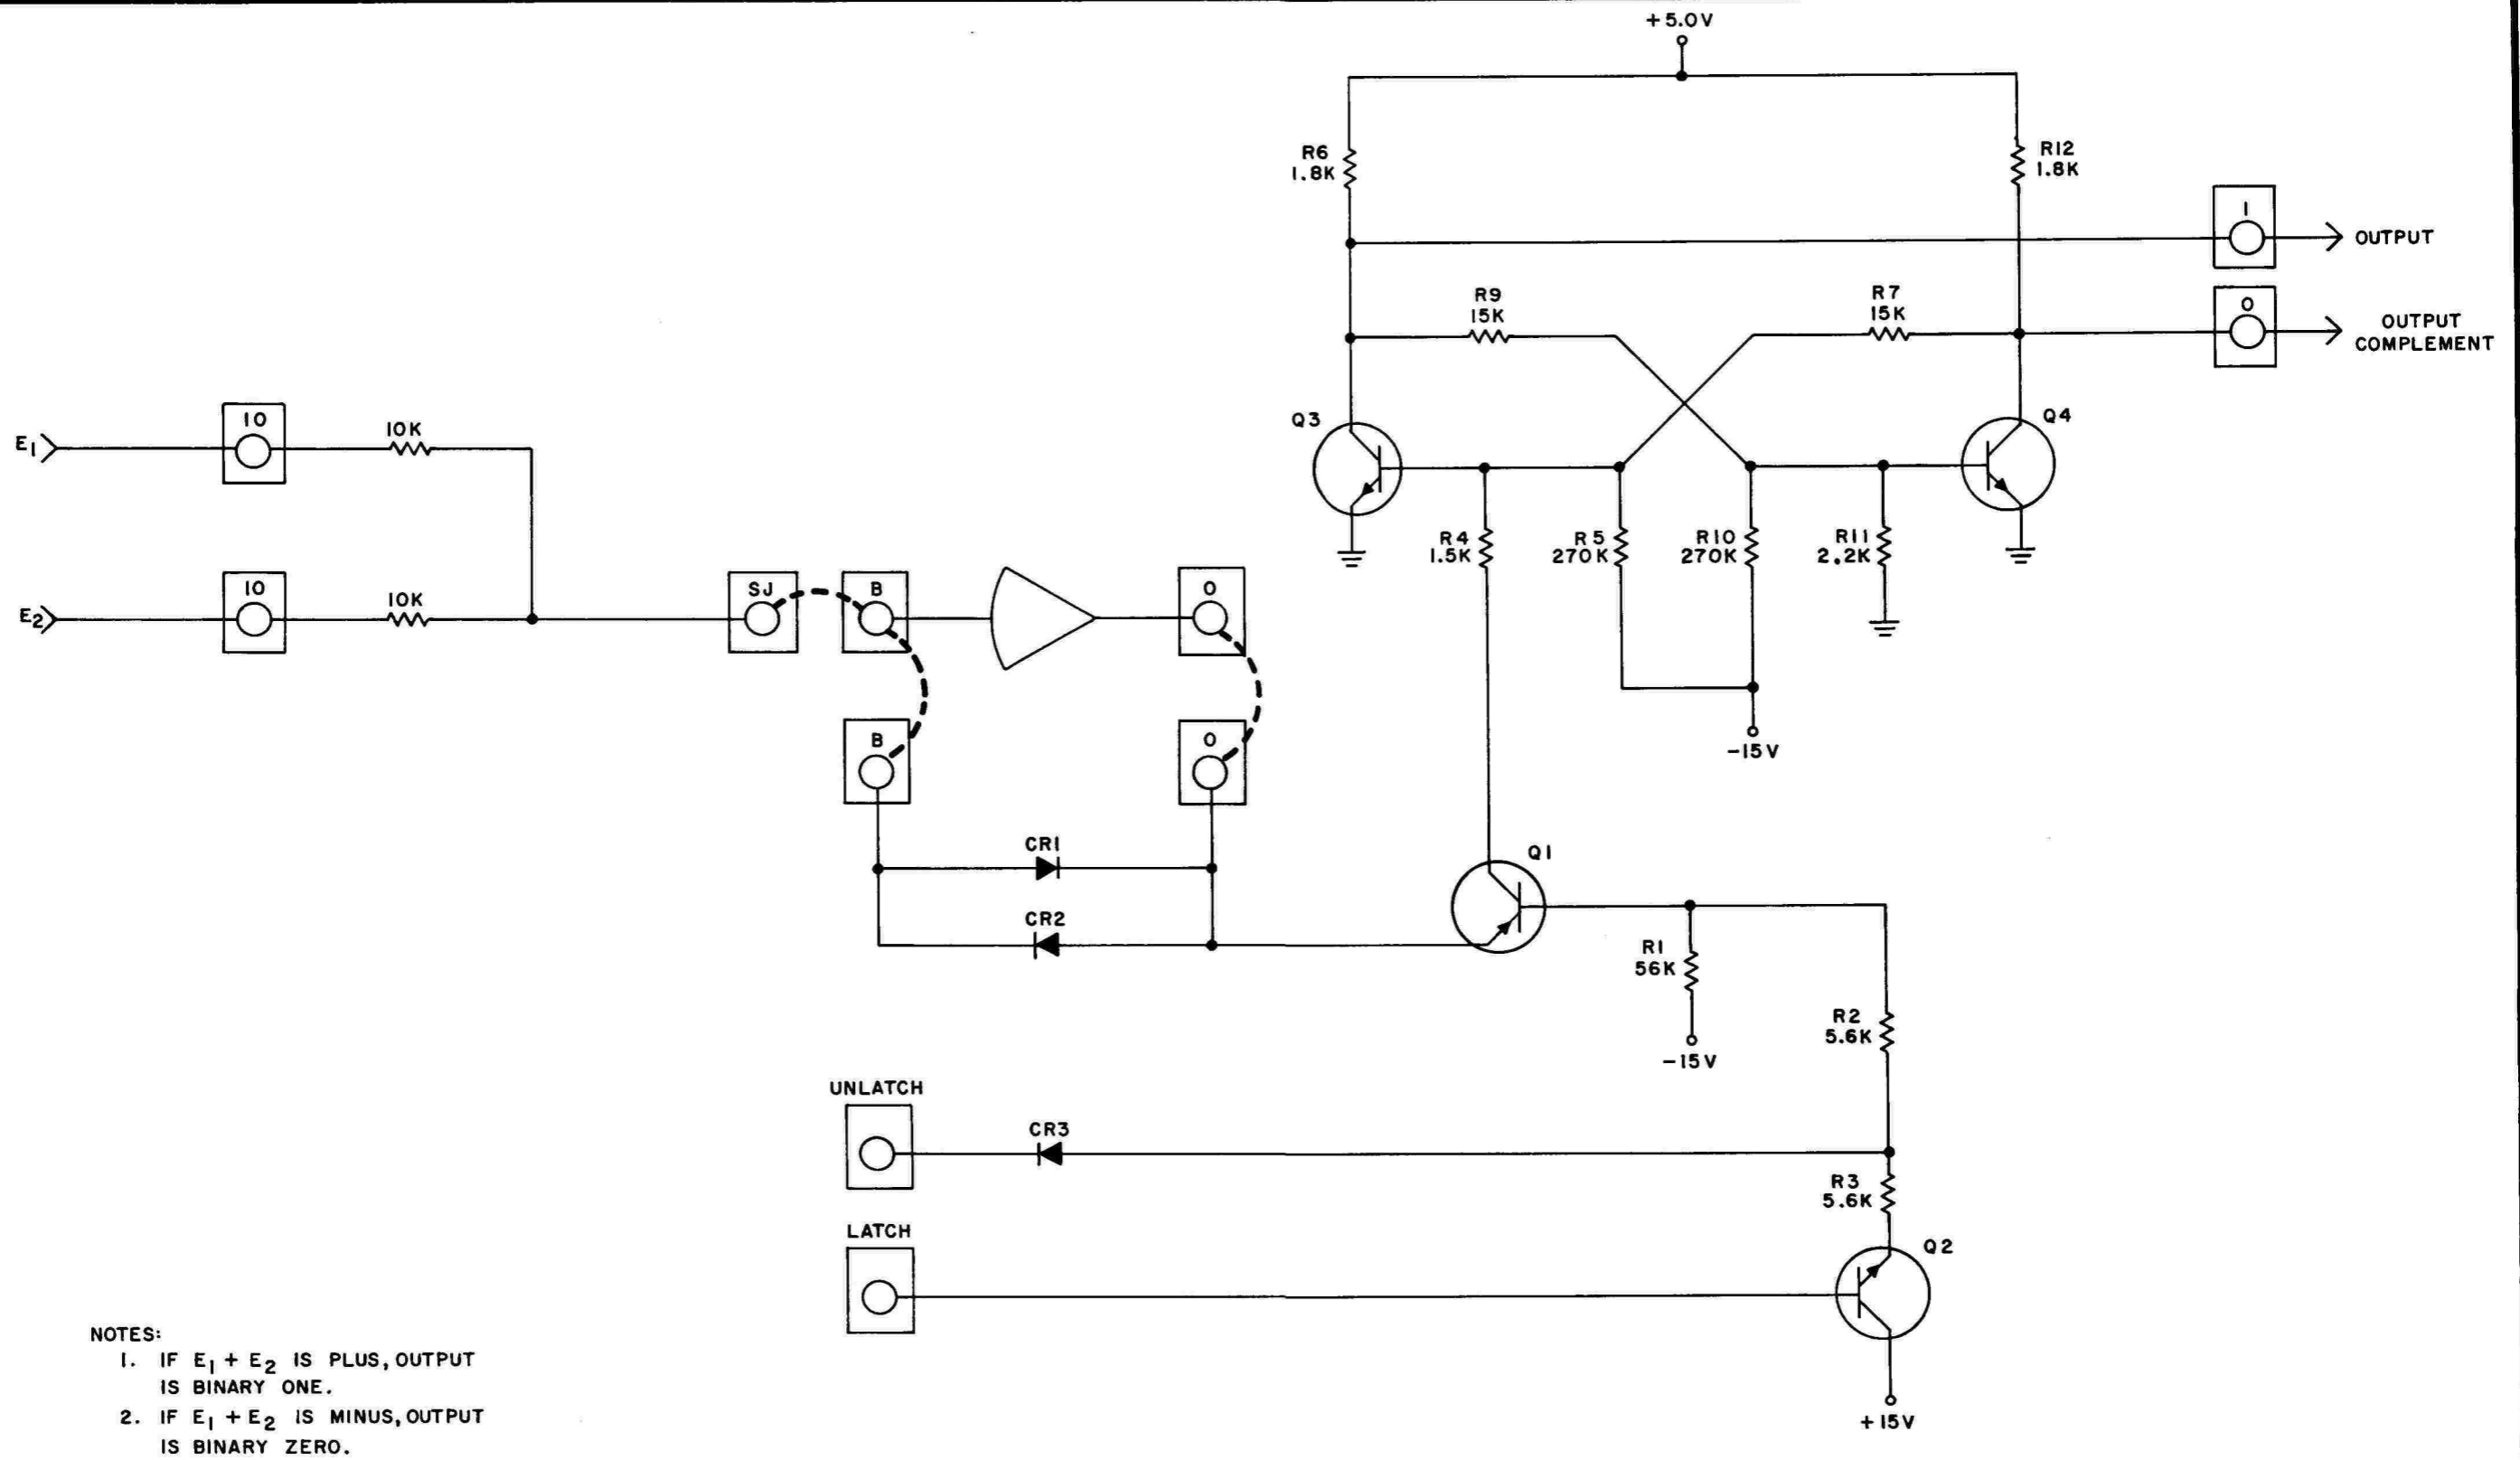 +5.0V
R6
1.8K
R12
1.8K
1
OUTPUT
R9
15K
R7
15K
0
OUTPUT
COMPLEMENT
Q3
Q4
E1
10
10K
R4
1.5K
R5
270K
R10
270K
R11
2.2K
E2
10
10K
SJ
B
O
-15V
B
O
CR1
Q1
CR2
R1
56K
R2
5.6K
-15V
UNLATCH
CR3
R3
5.6K
LATCH
Q2
+15V
NOTES:
1. IF E1 + E2 IS PLUS, OUTPUT
IS BINARY ONE.
2. IF E1 + E2 IS MINUS, OUTPUT
IS BINARY ZERO.